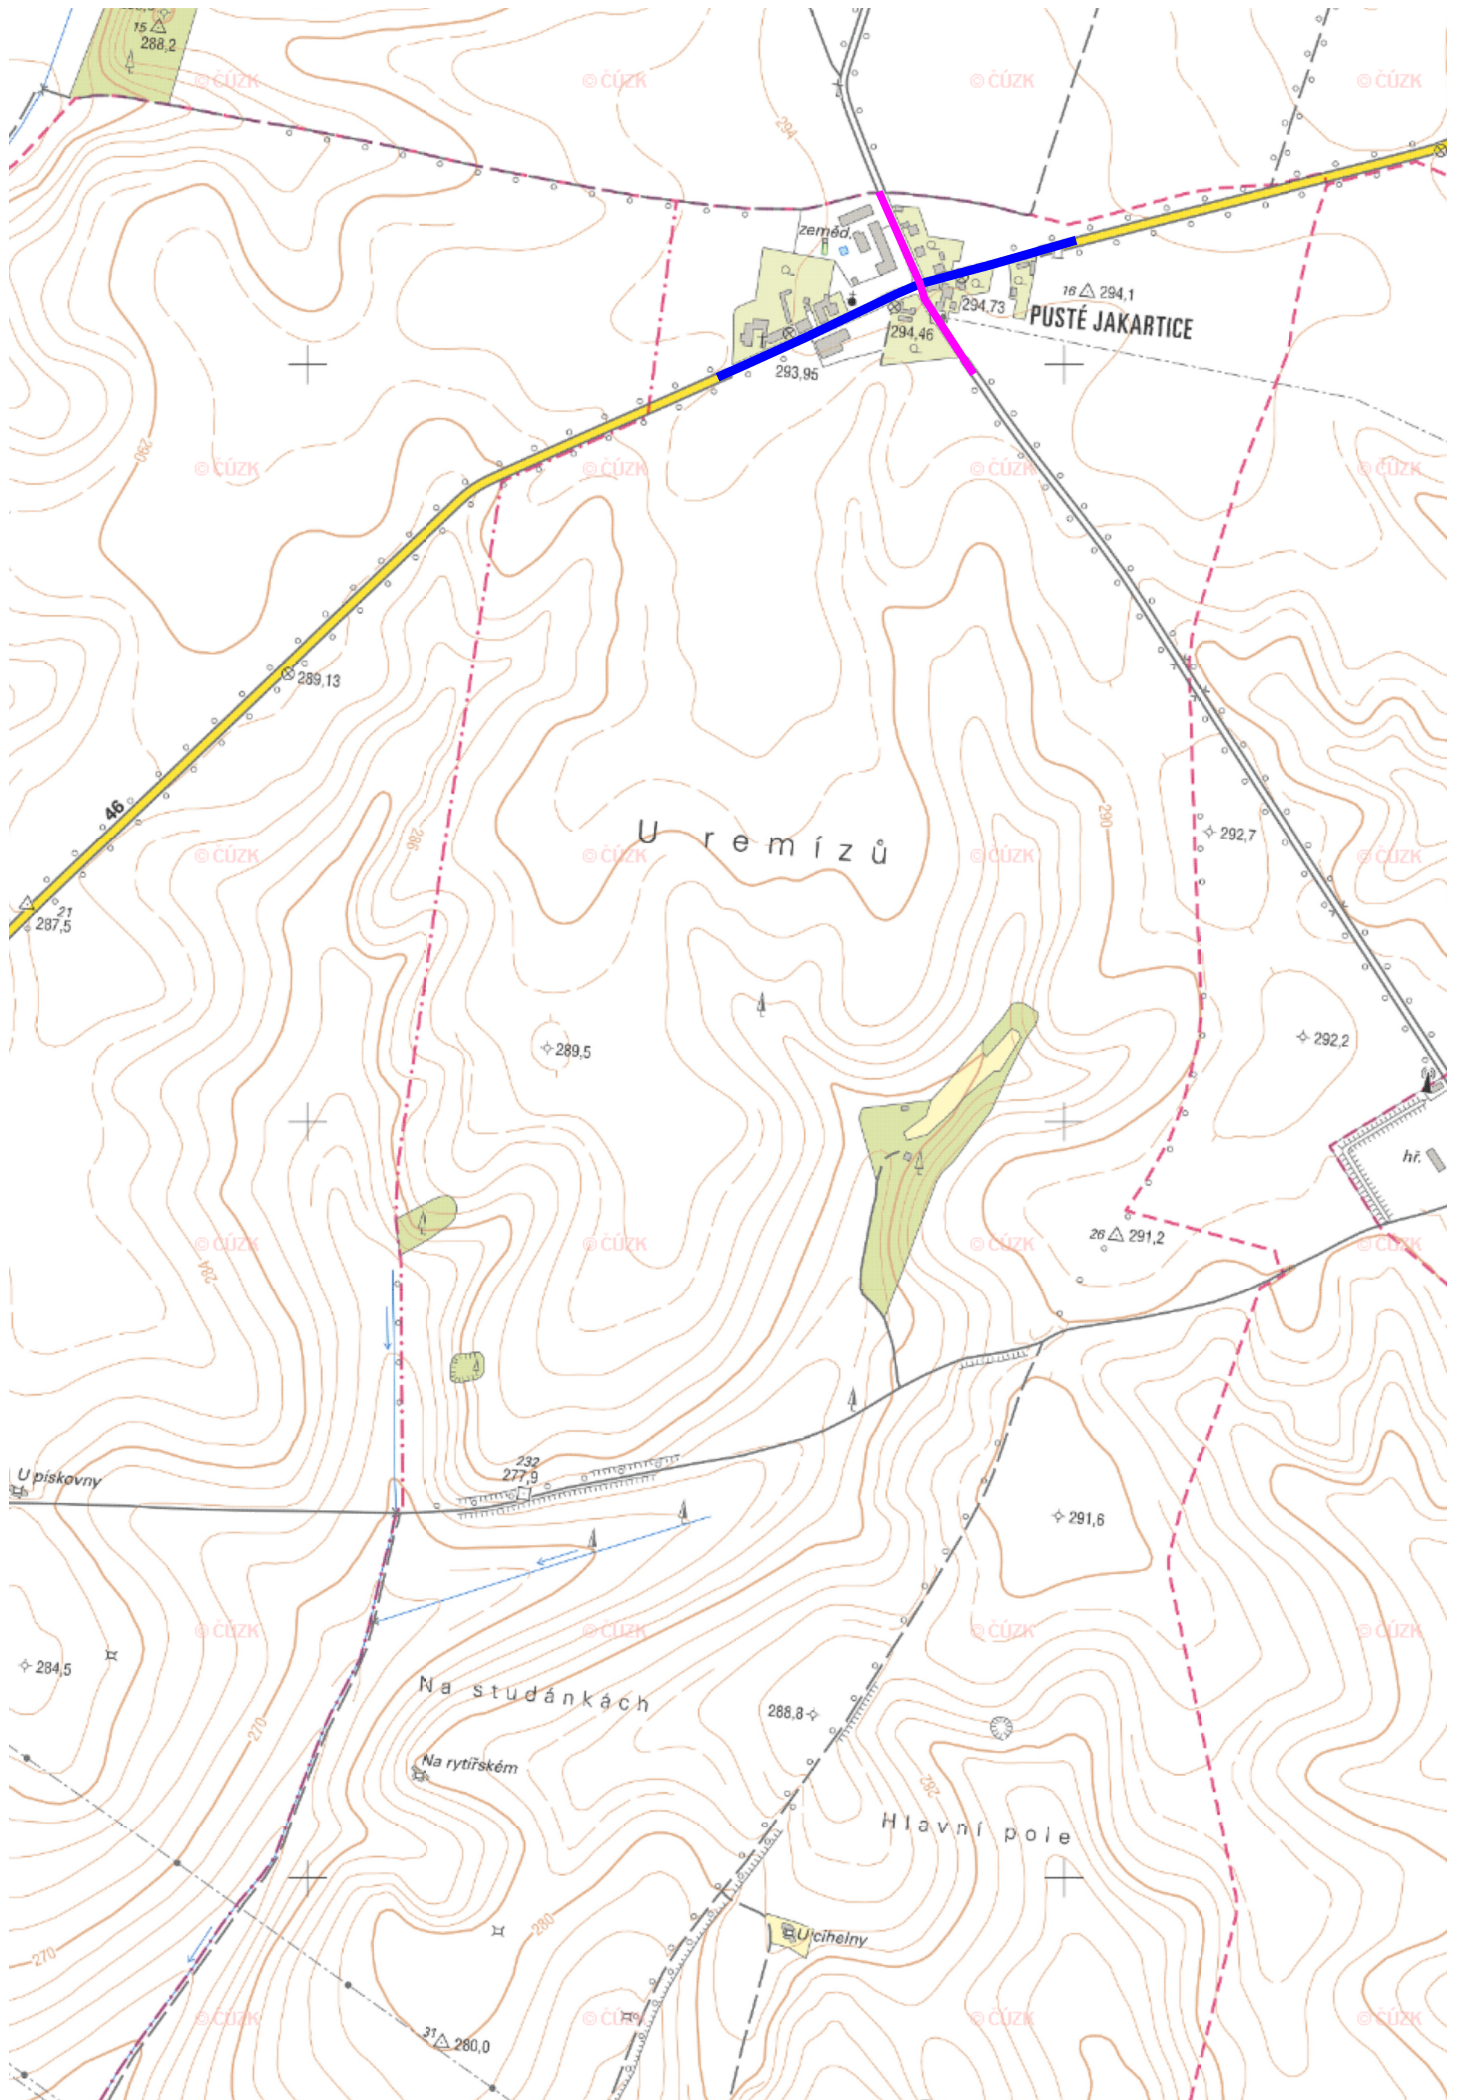 15
288,2
© ČÚZK © ČÚZK © ČÚZK © ČÚZK
294
zeměd.
16 294,1
294,73
PUSTÉ JAKARTICE
294,46
293,95
290
© ČÚZK © ČÚZK © ČÚZK © ČÚZK
289,13
46
286
290
U remízů
292,7
© ČÚZK © ČÚZK © ČÚZK © ČÚZK
21
287,5
289,5
292,2
hř.
26 291,2
© ČÚZK © ČÚZK © ČÚZK © ČÚZK
284
232
277,9
U pískovny
291,6
© ČÚZK © ČÚZK © ČÚZK © ČÚZK
284,5
Na studánkách
288,8
270
Na rytířském
282
Hlavní pole
280
U cihelny
270
© ČÚZK © ČÚZK © ČÚZK © ČÚZK
31 280,0